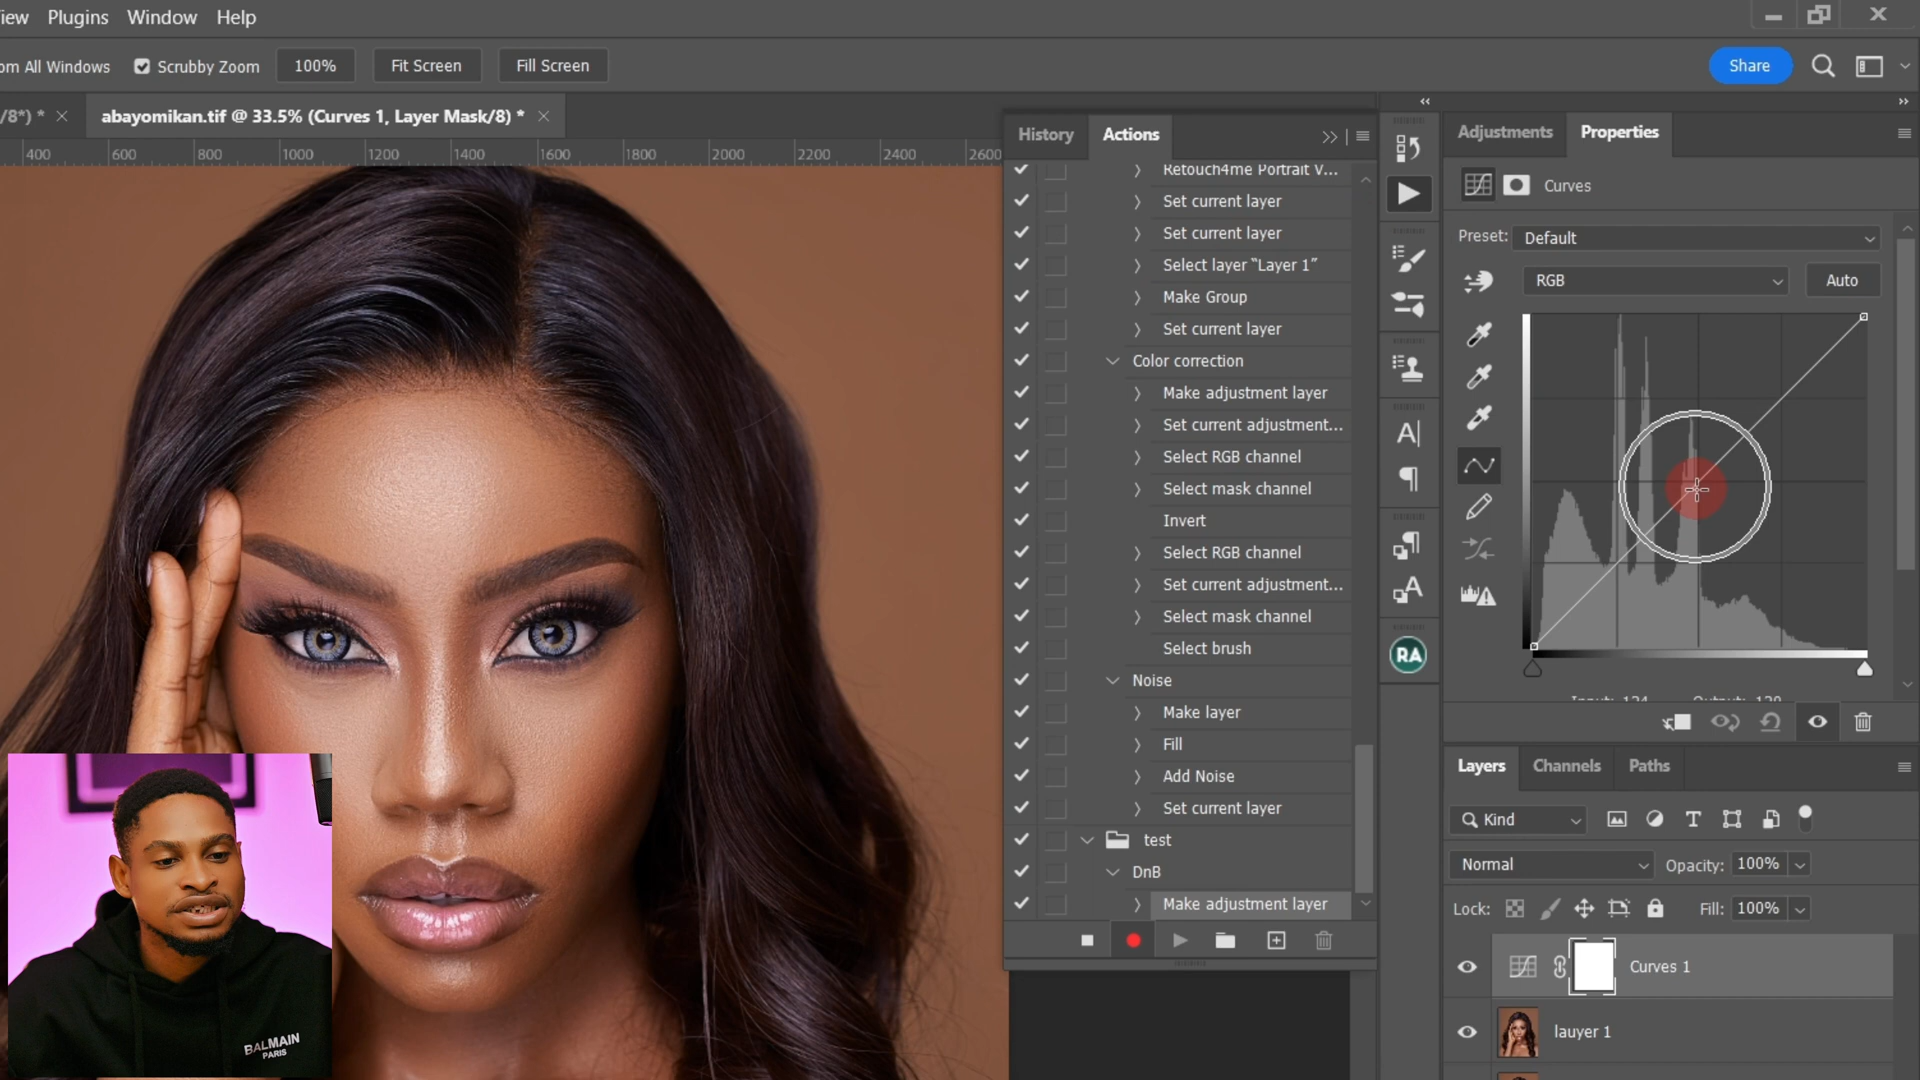 iew Plugins Window Help
om All Windows Scrubby Zoom 100% Fit Screen Fill Screen Share
/8*) * abayomikan.tif @ 33.5% (Curves 1, Layer Mask/8) *
400 600 800 1000 1200 1400 1600 1800 2000 2200 2400 2600
History Actions
Retouch4me Portrait V...
Set current layer
Set current layer
Select layer “Layer 1”
Make Group
Set current layer
Color correction
Make adjustment layer
Set current adjustment...
Select RGB channel
Select mask channel
Invert
Select RGB channel
Set current adjustment...
Select mask channel
Select brush
Noise
Make layer
Fill
Add Noise
Set current layer
test
DnB
Make adjustment layer
RA
Adjustments Properties
Curves
Preset: Default
RGB Auto
Layers Channels Paths
Kind
Normal Opacity: 100%
Lock: Fill: 100%
Curves 1
lauyer 1
BALMAIN
PARIS